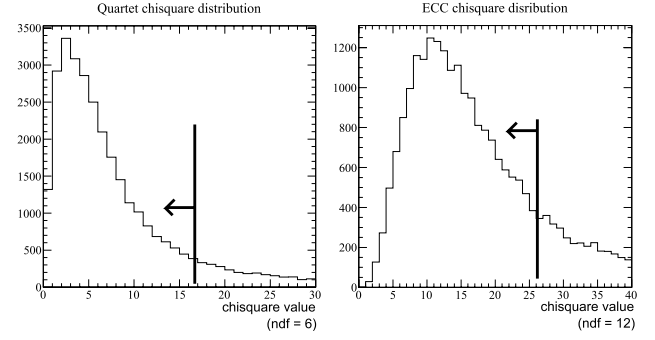 Quartet chisquare distribution
3500
3000
2500
2000
1500
1000
500
0
0 5 10 15 20 25 30
chisquare value
(ndf = 6)
ECC chisquare disribution
1200
1000
800
600
400
200
0
0 5 10 15 20 25 30 35 40
chisquare value
(ndf = 12)